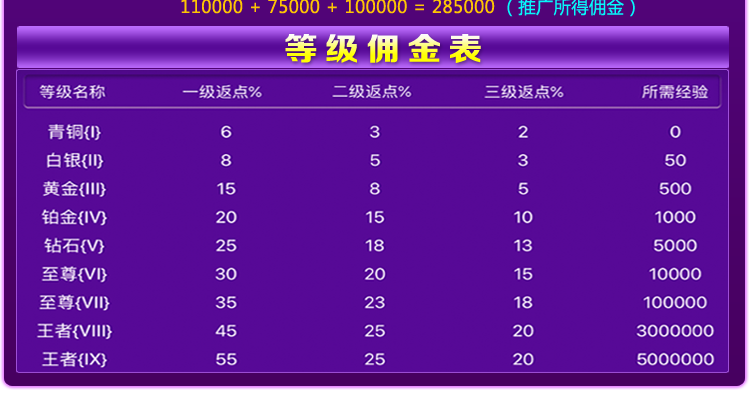 110000 + 75000 + 100000 = 285000 ( 推广所得佣金 )
等级佣金表
等级名称 一级返点% 二级返点% 三级返点% 所需经验
青铜{I} 6 3 2 0
白银{II} 8 5 3 50
黄金{III} 15 8 5 500
铂金{IV} 20 15 10 1000
钻石{V} 25 18 13 5000
至尊{VI} 30 20 15 10000
至尊{VII} 35 23 18 100000
王者{VIII} 45 25 20 3000000
王者{IX} 55 25 20 5000000